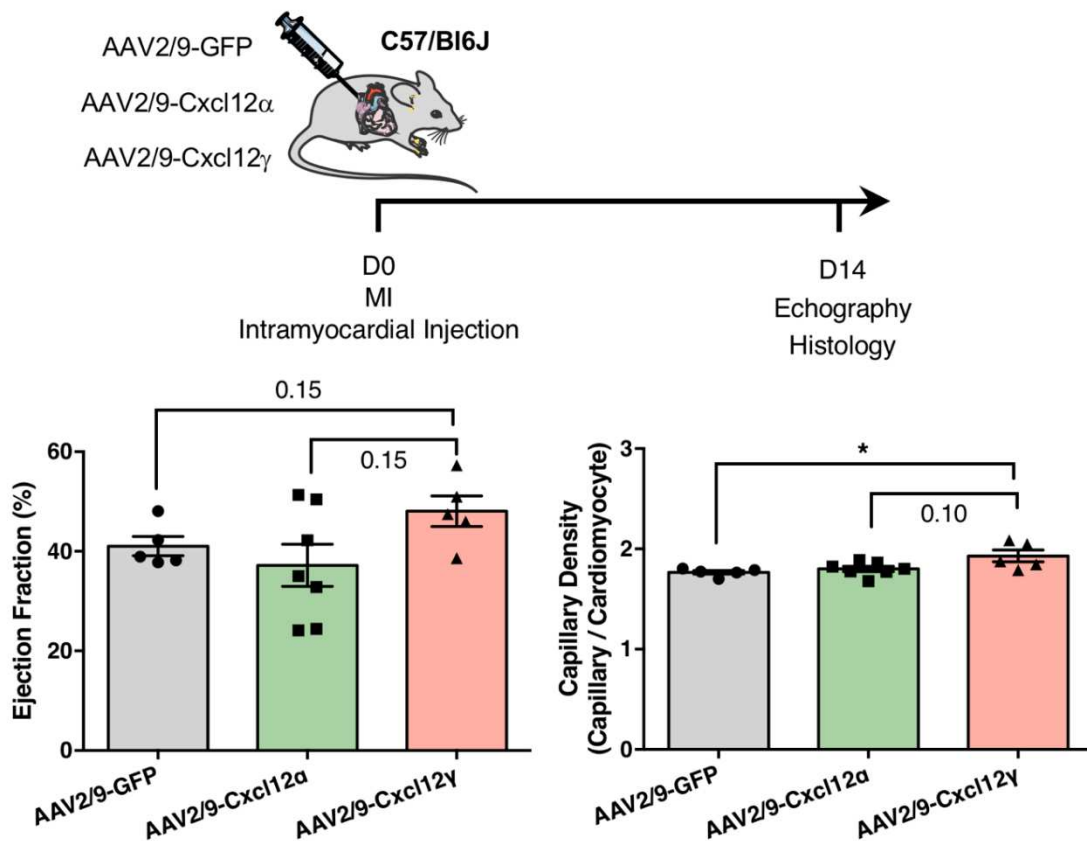 AAV2/9-GFP
C57/Bl6J
AAV2/9-Cxcl12α
AAV2/9-Cxcl12γ
D0
MI
Intramyocardial Injection
D14
Echography
Histology
0.15
0.15
Ejection Fraction (%)
60
40
20
0
AAV2/9-GFP
AAV2/9-Cxcl12α
AAV2/9-Cxcl12γ
*
0.10
Capillary Density
(Capillary / Cardiomyocyte)
3
2
1
0
AAV2/9-GFP
AAV2/9-Cxcl12α
AAV2/9-Cxcl12γ